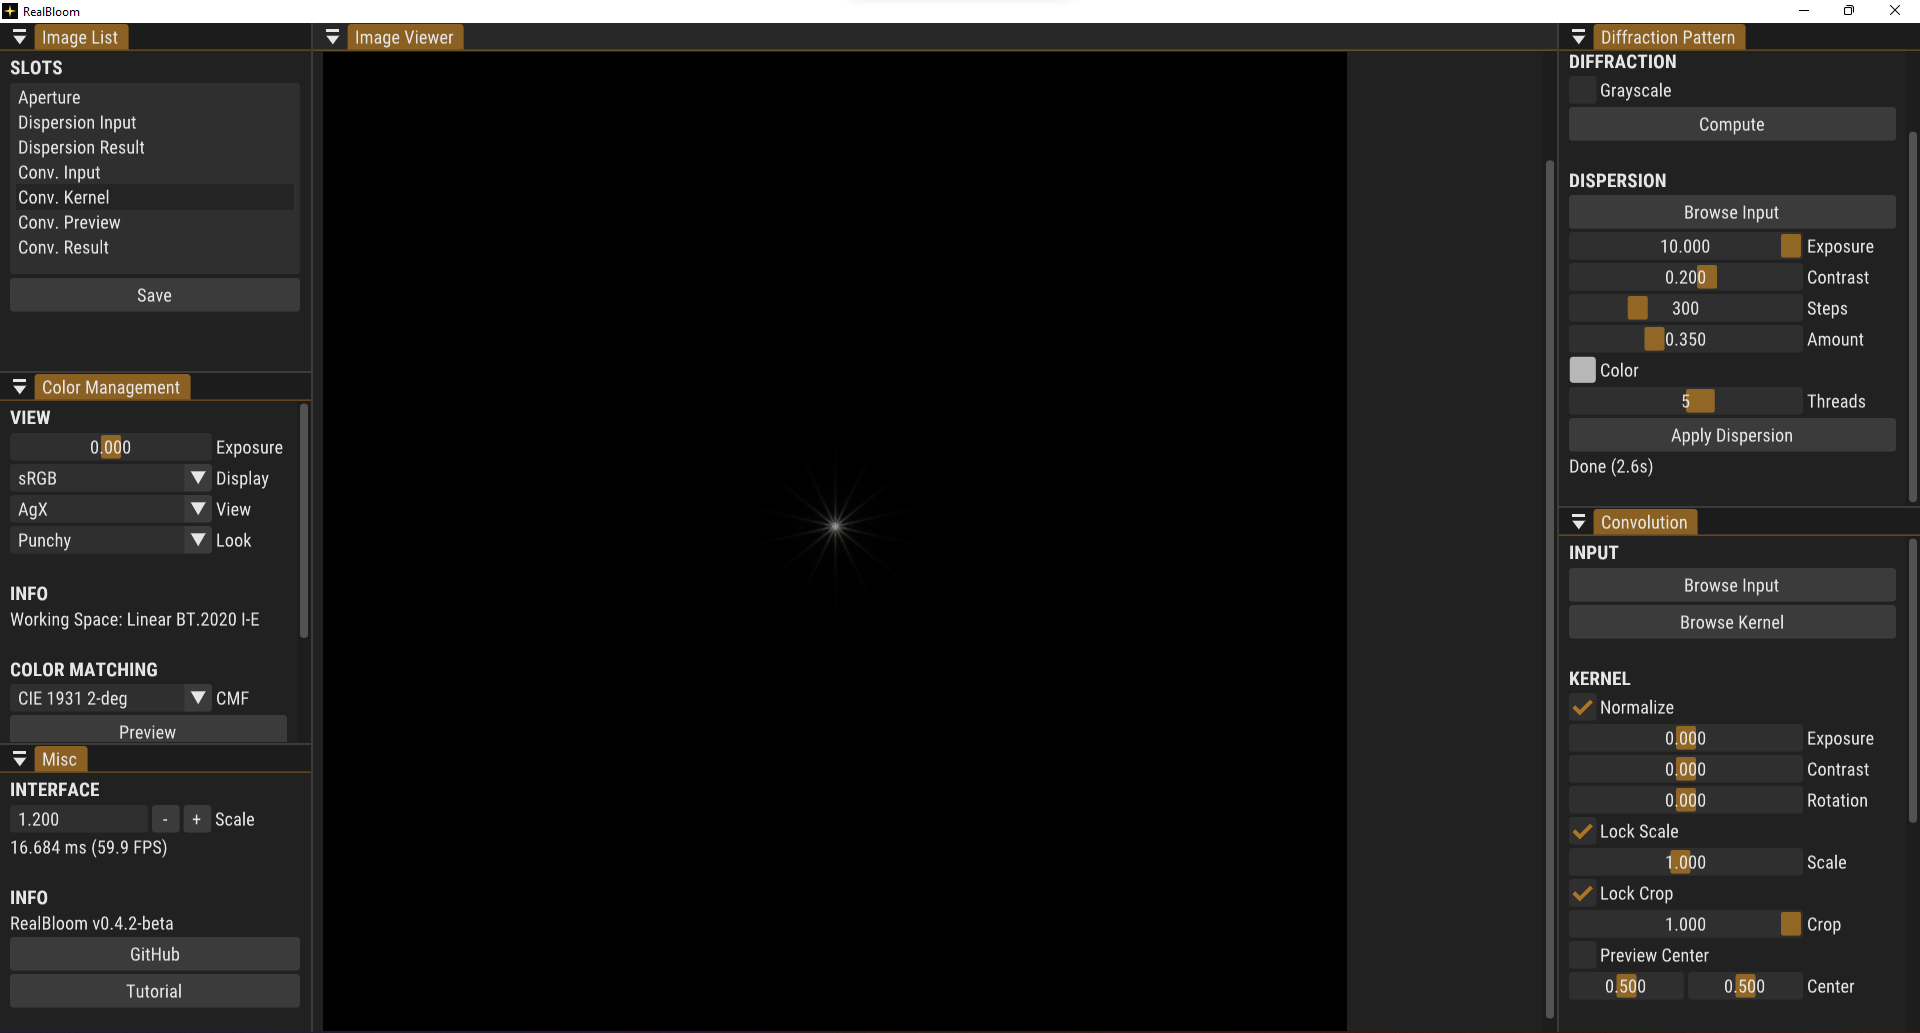 RealBloom
Image List
SLOTS
Aperture
Dispersion Input
Dispersion Result
Conv. Input
Conv. Kernel
Conv. Preview
Conv. Result
Save
Color Management
VIEW
0.000 Exposure
sRGB Display
AgX View
Punchy Look
INFO
Working Space: Linear BT.2020 I-E
COLOR MATCHING
CIE 1931 2-deg CMF
Preview
Misc
INTERFACE
1.200 - + Scale
16.684 ms (59.9 FPS)
INFO
RealBloom v0.4.2-beta
GitHub
Tutorial
Image Viewer
Diffraction Pattern
DIFFRACTION
Grayscale
Compute
DISPERSION
Browse Input
10.000 Exposure
0.200 Contrast
300 Steps
0.350 Amount
Color
5 Threads
Apply Dispersion
Done (2.6s)
Convolution
INPUT
Browse Input
Browse Kernel
KERNEL
Normalize
0.000 Exposure
0.000 Contrast
0.000 Rotation
Lock Scale
1.000 Scale
Lock Crop
1.000 Crop
Preview Center
0.500 0.500 Center